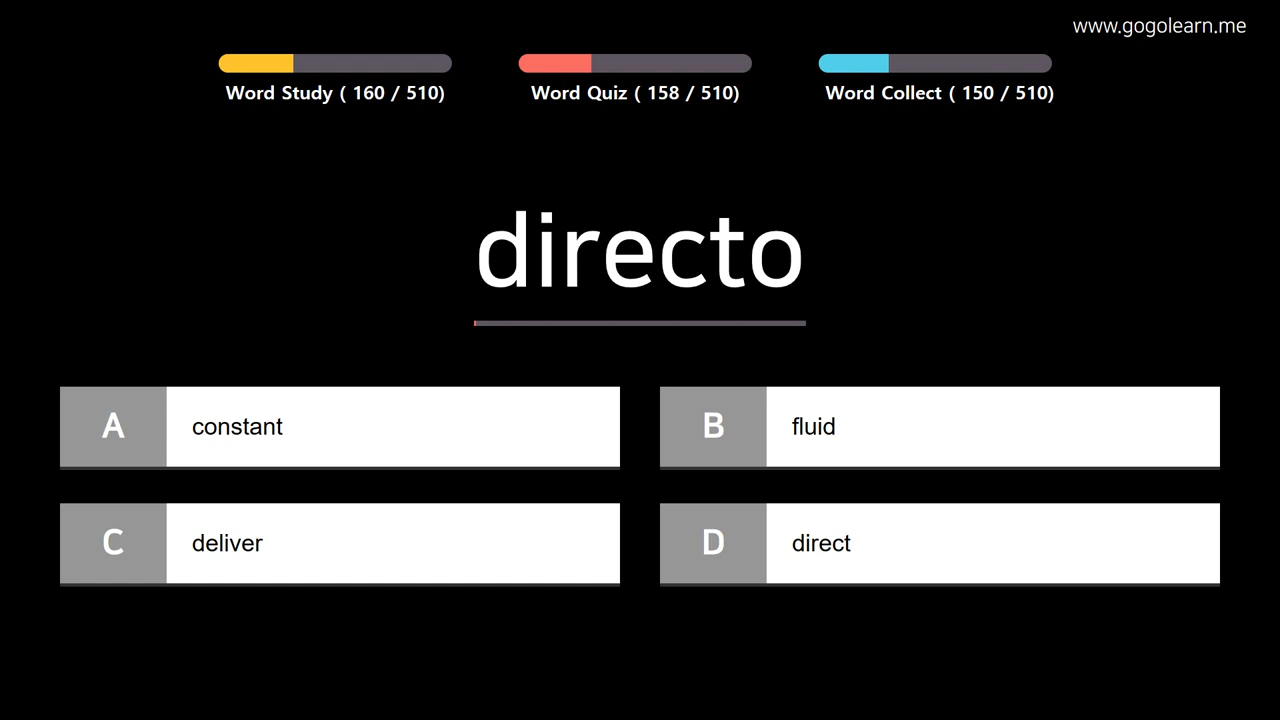 www.gogolearn.me
Word Study ( 160 / 510)
Word Quiz ( 158 / 510)
Word Collect ( 150 / 510)
directo
A constant
B fluid
C deliver
D direct